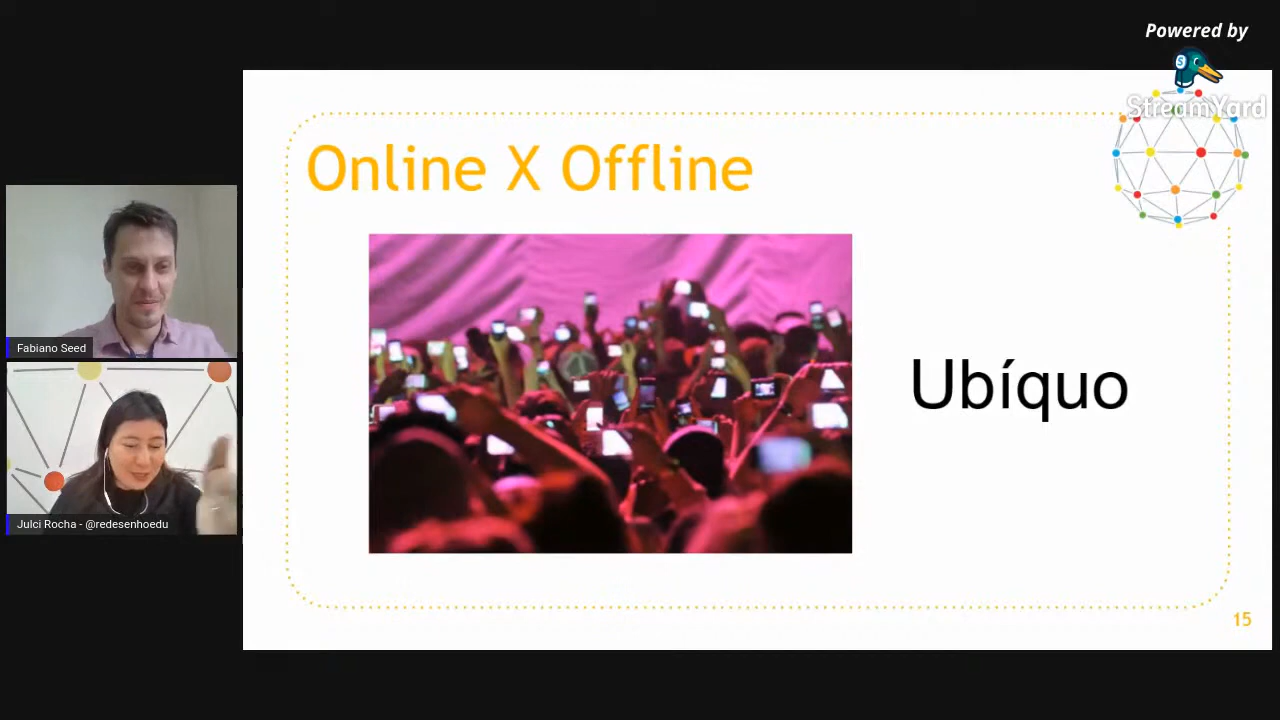 Powered by
StreamYard
Online X Offline
Ubíquo
Fabiano Seed
Julci Rocha - @redesenhoedu
15